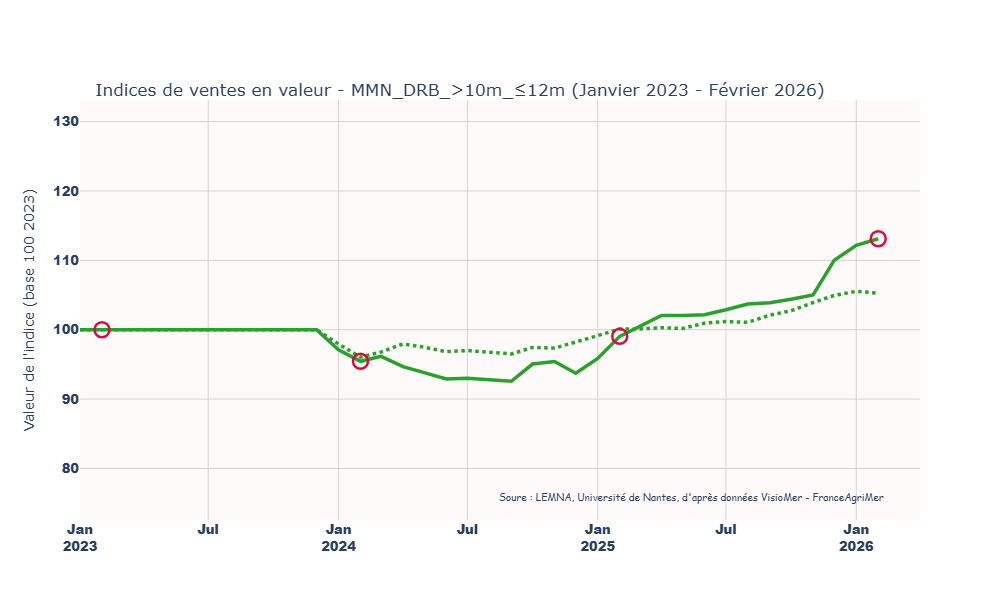 Indices de ventes en valeur - MMN_DRB_>10m_≤12m (Janvier 2023 - Février 2026)
Valeur de l'indice (base 100 2023)
130
120
110
100
90
80
Soure : LEMNA, Université de Nantes, d'après données VisioMer - FranceAgriMer
Jan Jul Jan Jul Jan Jul Jan
2023 2024 2025 2026